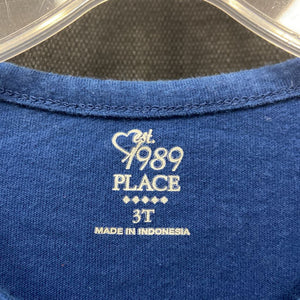 est.
1989
PLACE
3T
MADE IN INDONESIA